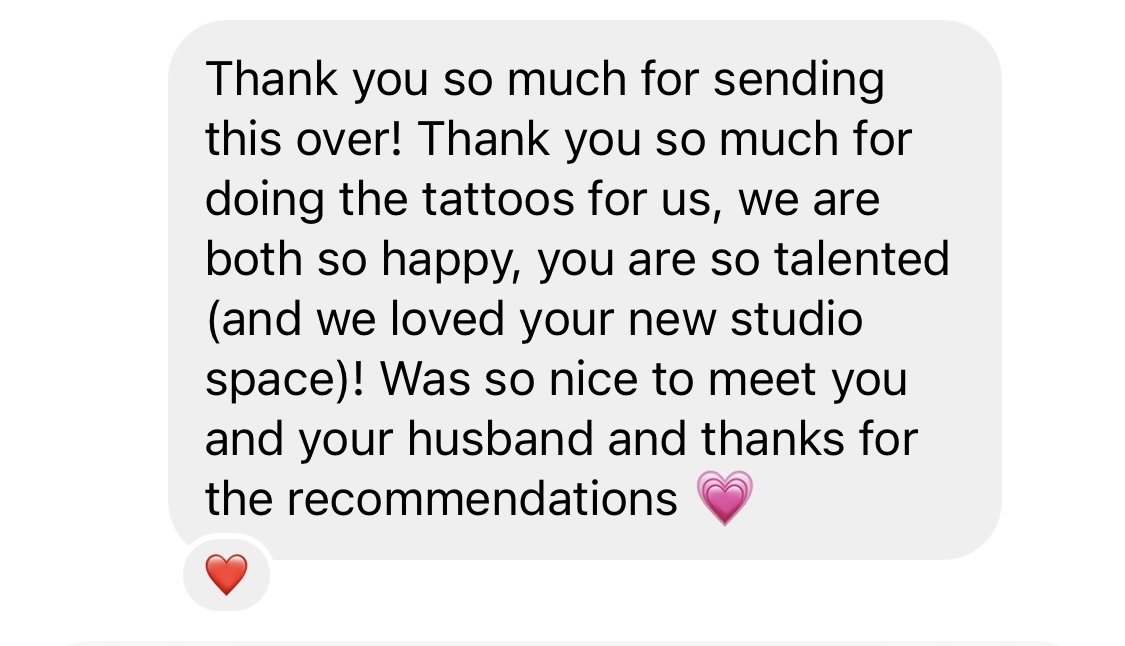 Thank you so much for sending
this over! Thank you so much for
doing the tattoos for us, we are
both so happy, you are so talented
(and we loved your new studio
space)! Was so nice to meet you
and your husband and thanks for
the recommendations 💗
❤️